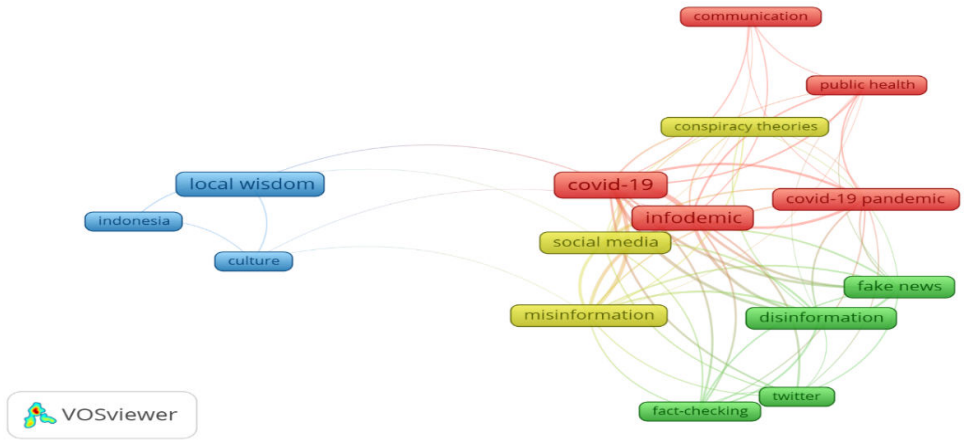 communication
public health
conspiracy theories
local wisdom
covid-19
covid-19 pandemic
indonesia
infodemic
social media
culture
fake news
misinformation
disinformation
twitter
fact-checking
VOSviewer